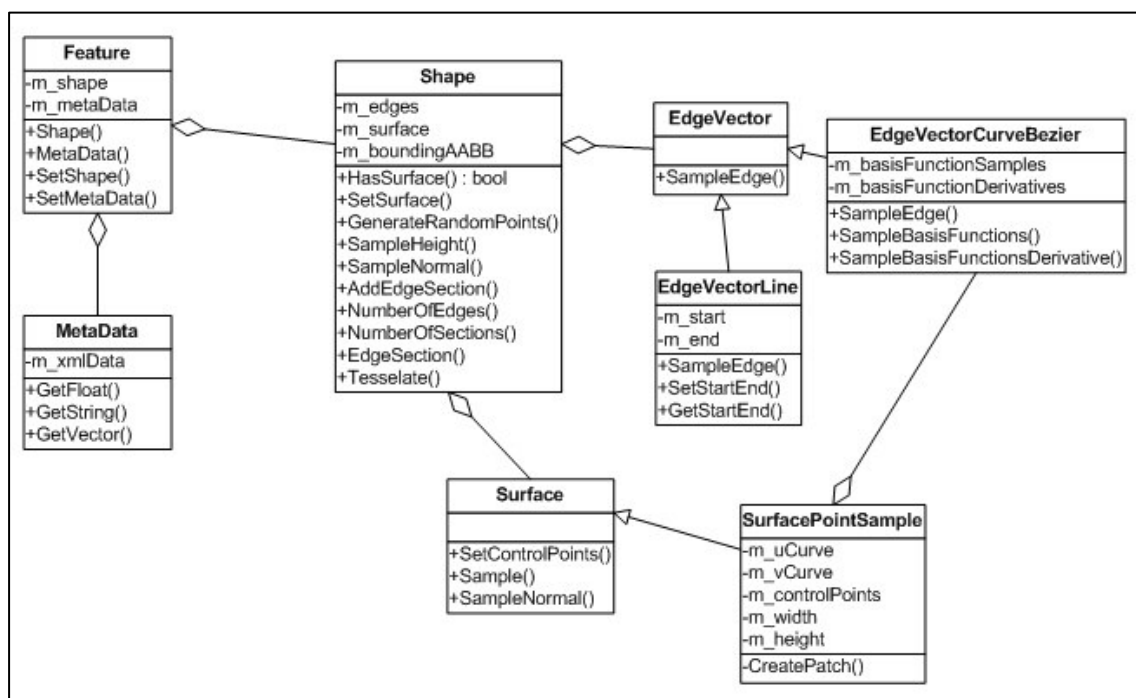 Feature
-m_shape
-m_metaData
+Shape()
+MetaData()
+SetShape()
+SetMetaData()
Shape
-m_edges
-m_surface
-m_boundingAABB
+HasSurface() : bool
+SetSurface()
+GenerateRandomPoints()
+SampleHeight()
+SampleNormal()
+AddEdgeSection()
+NumberOfEdges()
+NumberOfSections()
+EdgeSection()
+Tesselate()
EdgeVector
+SampleEdge()
EdgeVectorCurveBezier
-m_basisFunctionSamples
-m_basisFunctionDerivatives
+SampleEdge()
+SampleBasisFunctions()
+SampleBasisFunctionsDerivative()
MetaData
-m_xmlData
+GetFloat()
+GetString()
+GetVector()
EdgeVectorLine
-m_start
-m_end
+SampleEdge()
+SetStartEnd()
+GetStartEnd()
Surface
+SetControlPoints()
+Sample()
+SampleNormal()
SurfacePointSample
-m_uCurve
-m_vCurve
-m_controlPoints
-m_width
-m_height
-CreatePatch()